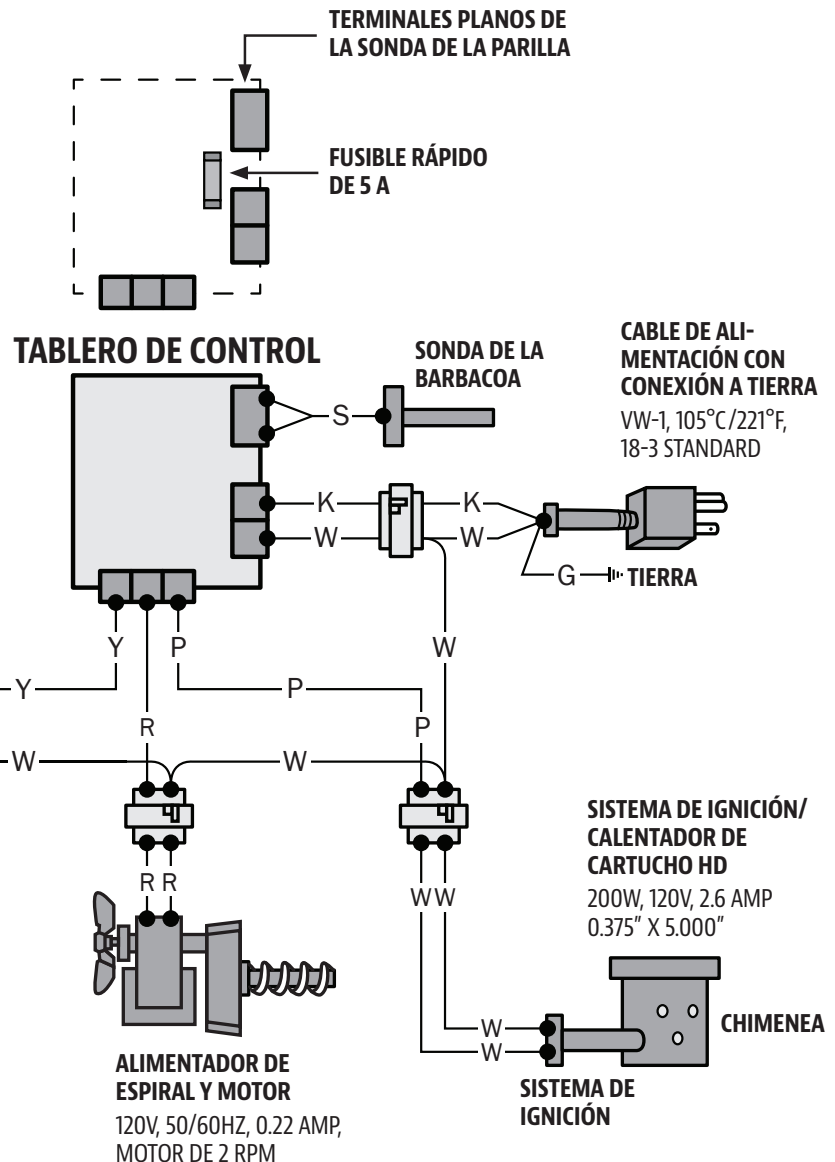 TERMINALES PLANOS DE
LA SONDA DE LA PARILLA
FUSIBLE RÁPIDO
DE 5 A
TABLERO DE CONTROL
SONDA DE LA
BARBACOA
CABLE DE ALI-
MENTACIÓN CON
CONEXIÓN A TIERRA
VW-1, 105°C/221°F,
18-3 STANDARD
S
K
K
W
W
G
TIERRA
Y
P
W
Y
P
R
P
W
W
R R
W W
SISTEMA DE IGNICIÓN/
CALENTADOR DE
CARTUCHO HD
200W, 120V, 2.6 AMP
0.375" X 5.000"
W
W
CHIMENEA
SISTEMA DE
IGNICIÓN
ALIMENTADOR DE
ESPIRAL Y MOTOR
120V, 50/60HZ, 0.22 AMP,
MOTOR DE 2 RPM